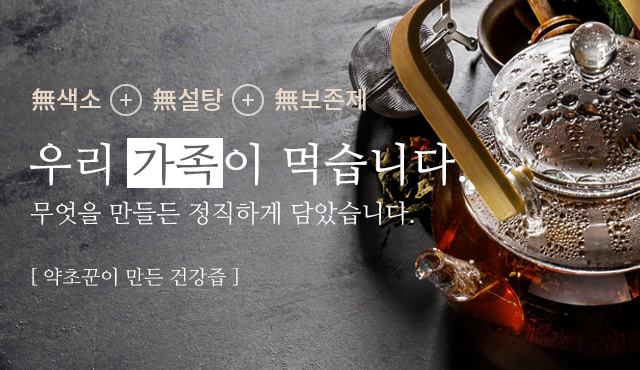 無색소 + 無설탕 + 無보존제
우리 가족이 먹습니다.
무엇을 만들든 정직하게 담았습니다.
[ 약초꾼이 만든 건강즙 ]